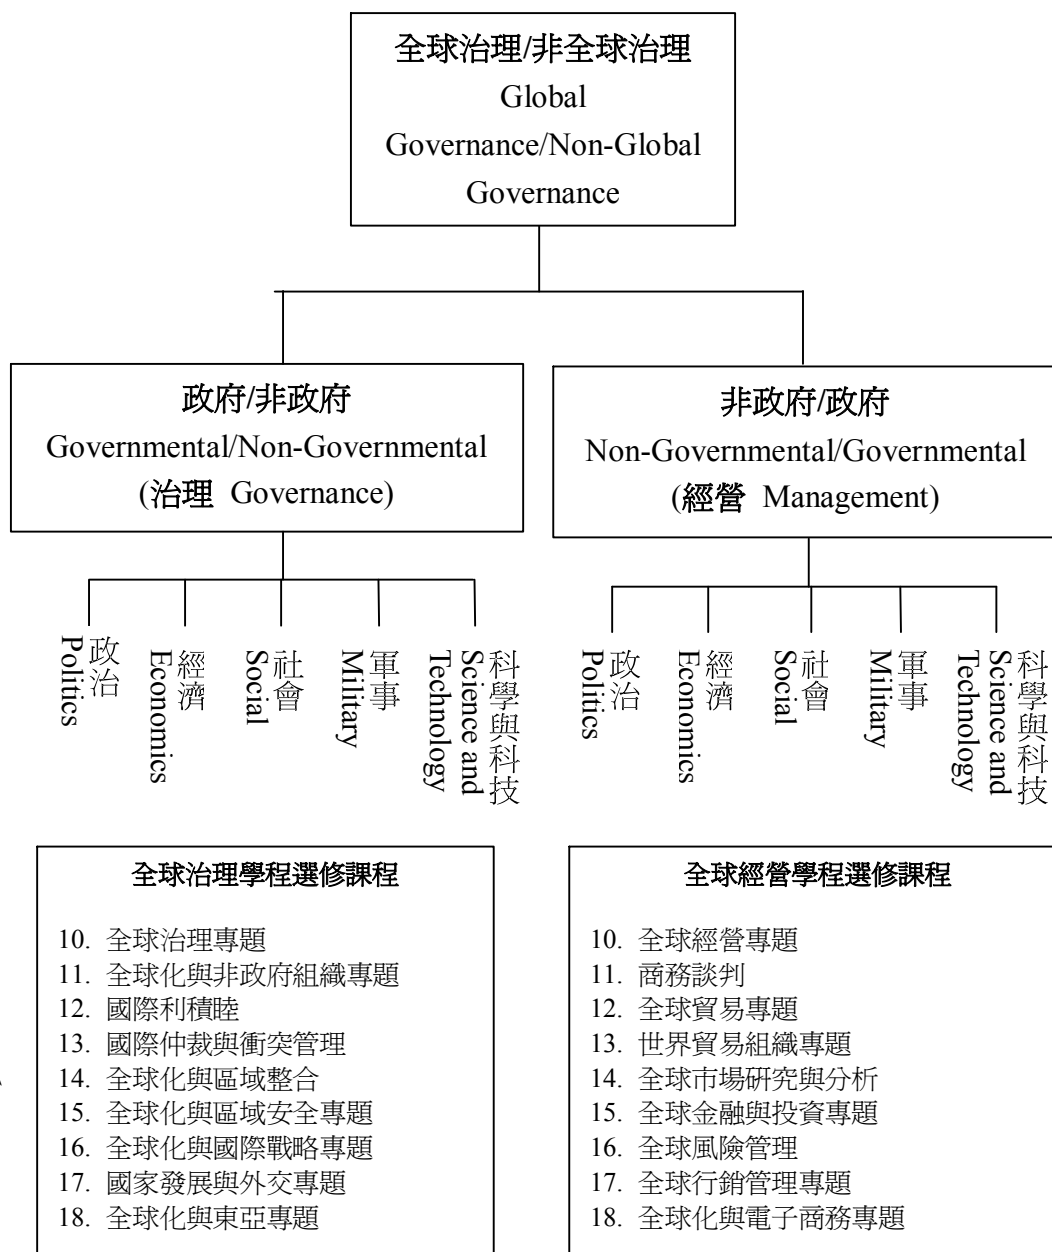 全球治理/非全球治理
Global
Governance/Non-Global
Governance
政府/非政府
Governmental/Non-Governmental
(治理 Governance)
非政府/政府
Non-Governmental/Governmental
(經營 Management)
政治
Politics
經濟
Economics
社會
Social
軍事
Military
科學與科技
Science and
Technology
政治
Politics
經濟
Economics
社會
Social
軍事
Military
科學與科技
Science and
Technology
全球治理學程選修課程
10. 全球治理專題
11. 全球化與非政府組織專題
12. 國際利積睦
13. 國際仲裁與衝突管理
14. 全球化與區域整合
15. 全球化與區域安全專題
16. 全球化與國際戰略專題
17. 國家發展與外交專題
18. 全球化與東亞專題
全球經營學程選修課程
10. 全球經營專題
11. 商務談判
12. 全球貿易專題
13. 世界貿易組織專題
14. 全球市場研究與分析
15. 全球金融與投資專題
16. 全球風險管理
17. 全球行銷管理專題
18. 全球化與電子商務專題